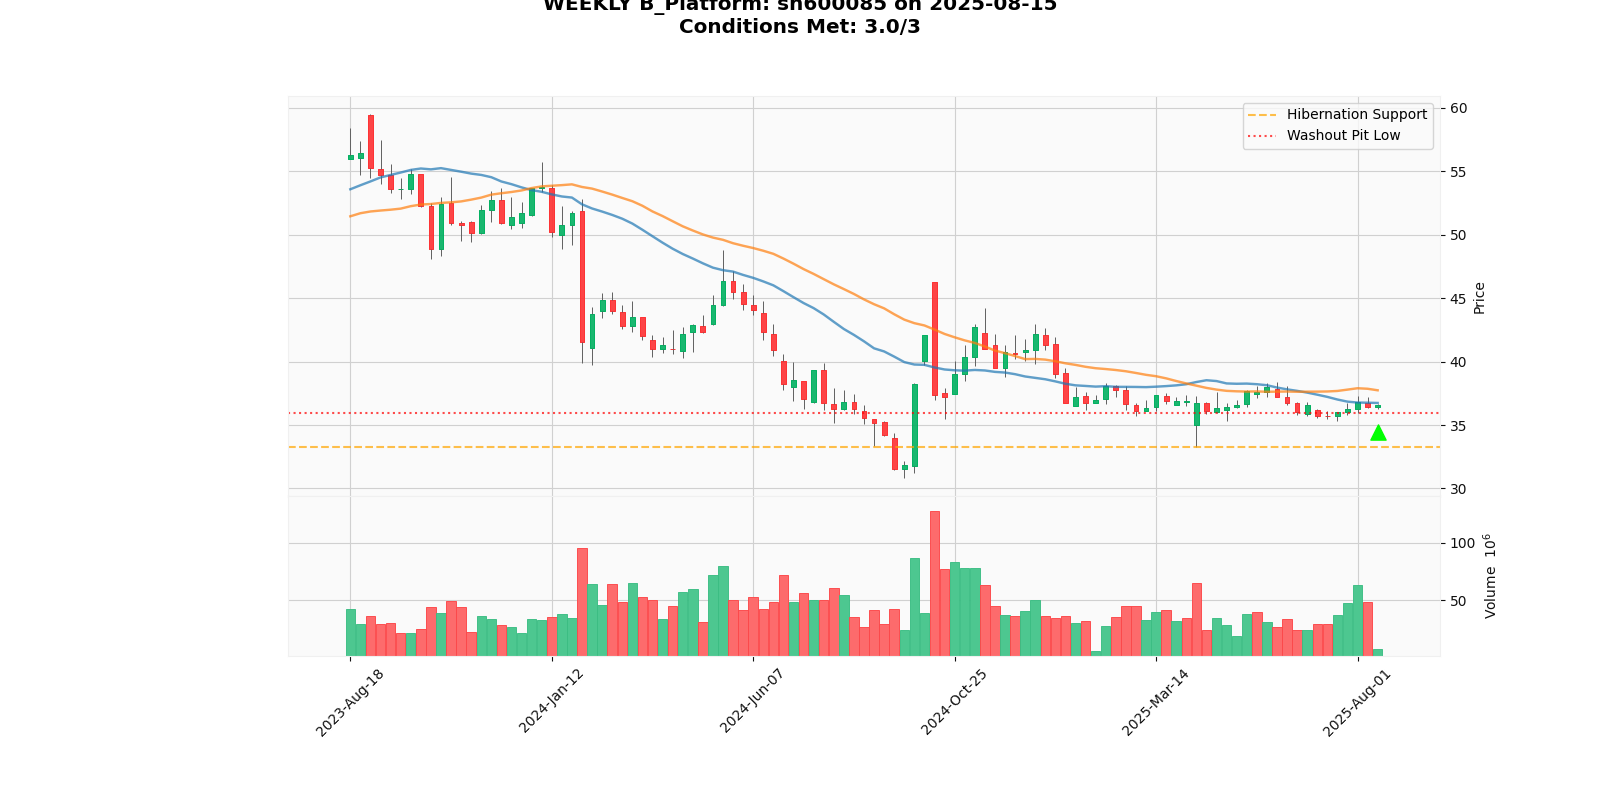 WEEKLY B_Platform: sh600085 on 2025-08-15
Conditions Met: 3.0/3
Hibernation Support
Washout Pit Low
60
55
50
45
40
35
30
Price
100
50
Volume 10⁶
2023-Aug-18
2024-Jan-12
2024-Jun-07
2024-Oct-25
2025-Mar-14
2025-Aug-01